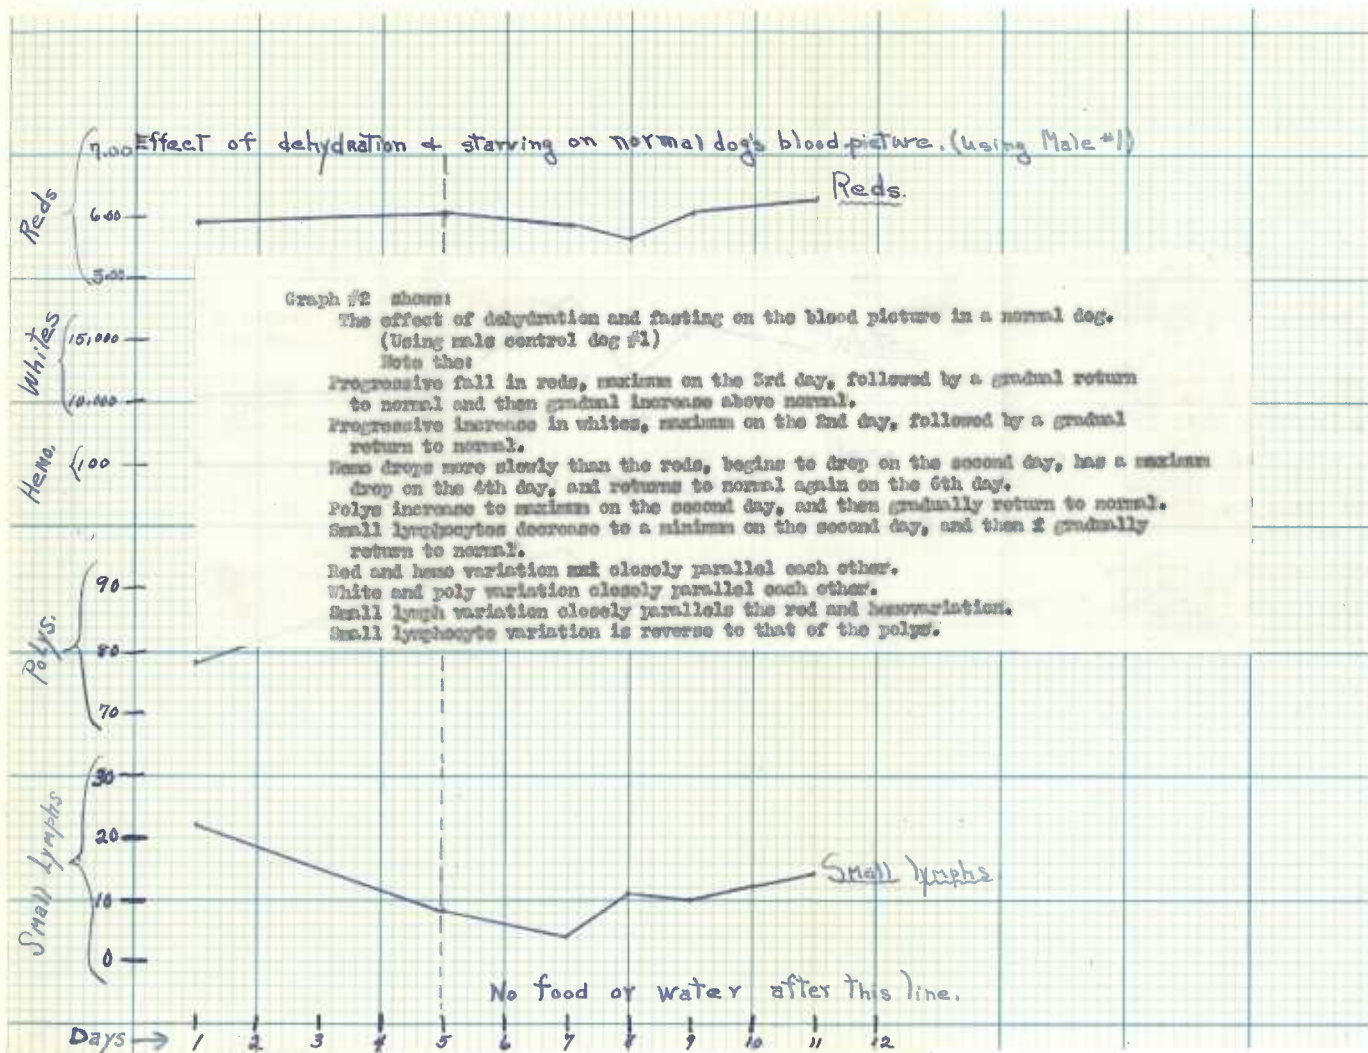 Effect of dehydration & starving on normal dog's blood picture. (using Male #1)
Reds
7.00
6.00
5.00
Reds.
Graph #2 shows:
The effect of dehydration and fasting on the blood picture in a normal dog.
(Using male control dog #1)
Note the:
Progressive fall in reds, maximum on the 3rd day, followed by a gradual return
to normal and then gradual increase above normal.
Progressive increase in whites, maximum on the 2nd day, followed by a gradual
return to normal.
Hemo drops more slowly than the reds, begins to drop on the second day, has a maximum
drop on the 4th day, and returns to normal again on the 6th day.
Polys increase to maximum on the second day, and then gradually return to normal.
Small lymphocytes decrease to a minimum on the second day, and then gradually
return to normal.
Red and hemo variation closely parallel each other.
White and poly variation closely parallel each other.
Small lymph variation closely parallels the red and hemovariation.
Small lymphocyte variation is reverse to that of the polys.
Whites
15,000
10,000
Hemo.
100
Polys.
90
80
70
Small Lymphs
30
20
10
0
Small lymphs
No food or water after this line.
Days → 1 2 3 4 5 6 7 8 9 10 11 12